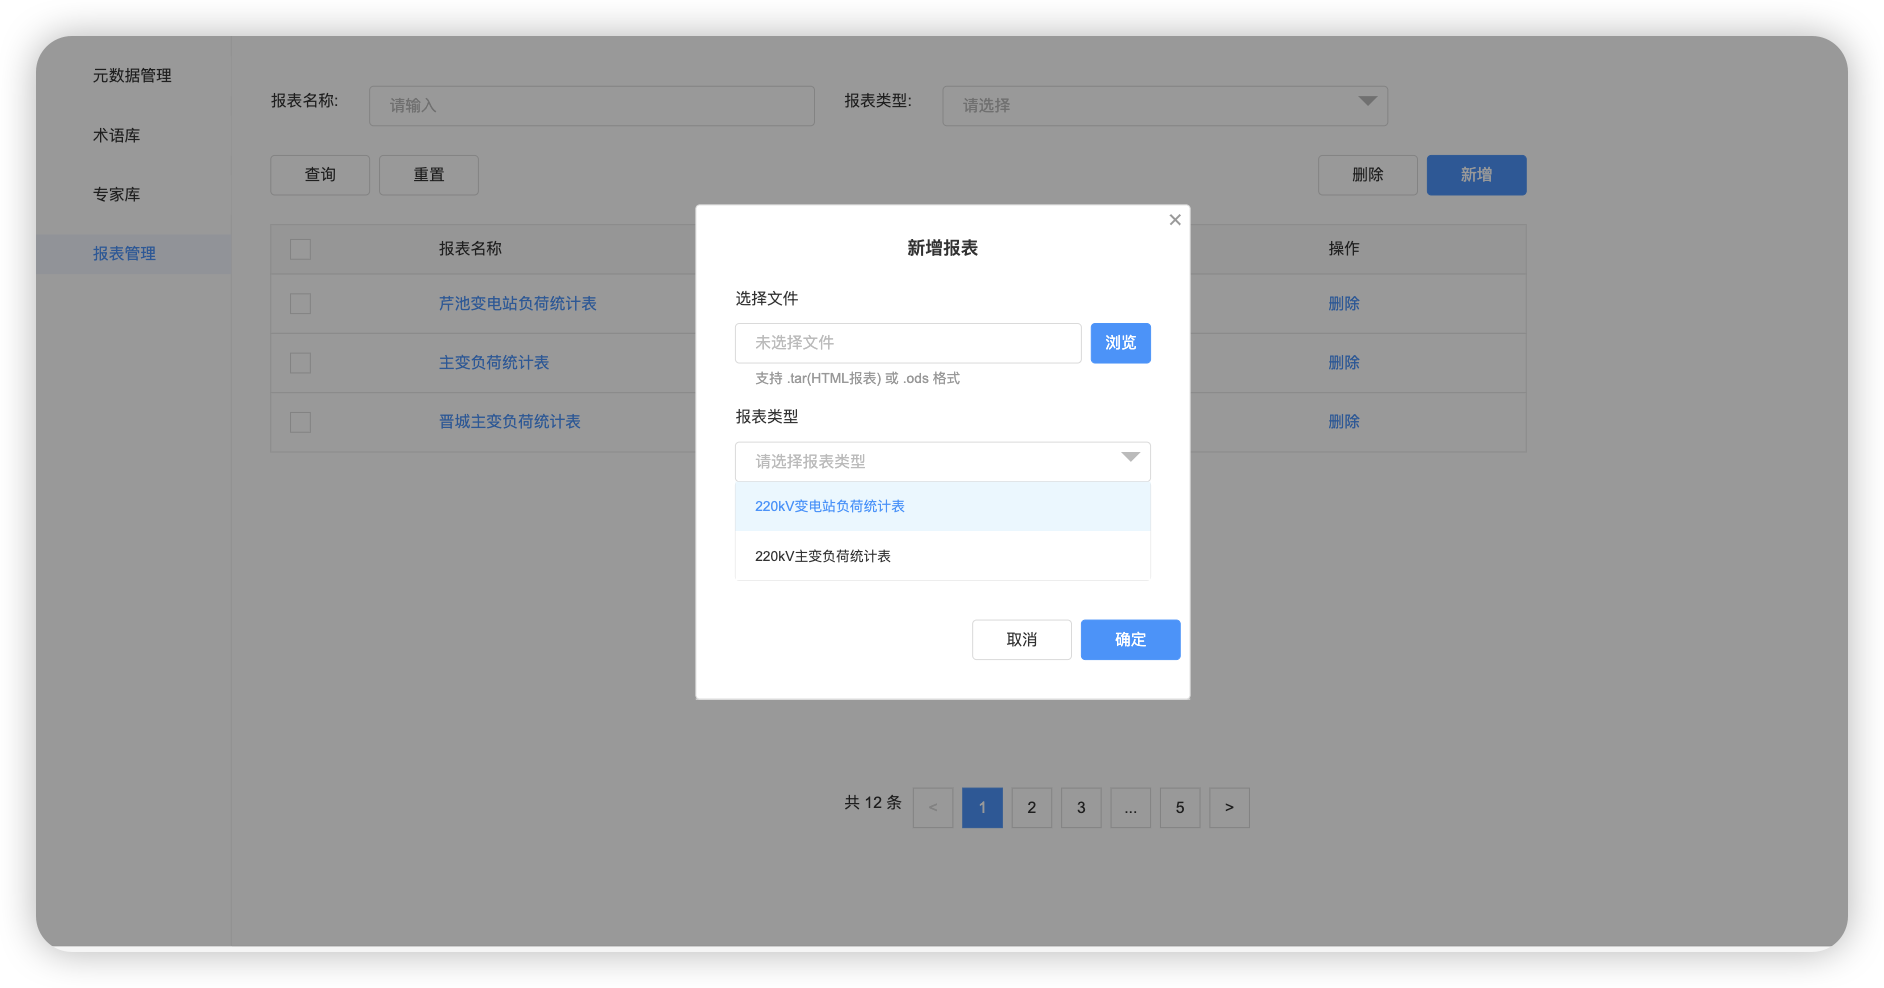 元数据管理
术语库
专家库
报表管理
报表名称:
请输入
报表类型:
请选择
查询
重置
删除
新增
报表名称
操作
芹池变电站负荷统计表
删除
主变负荷统计表
删除
晋城主变负荷统计表
删除
新增报表
选择文件
未选择文件
浏览
支持 .tar(HTML报表) 或 .ods 格式
报表类型
请选择报表类型
220kV变电站负荷统计表
220kV主变负荷统计表
取消
确定
共 12 条
<
1
2
3
...
5
>